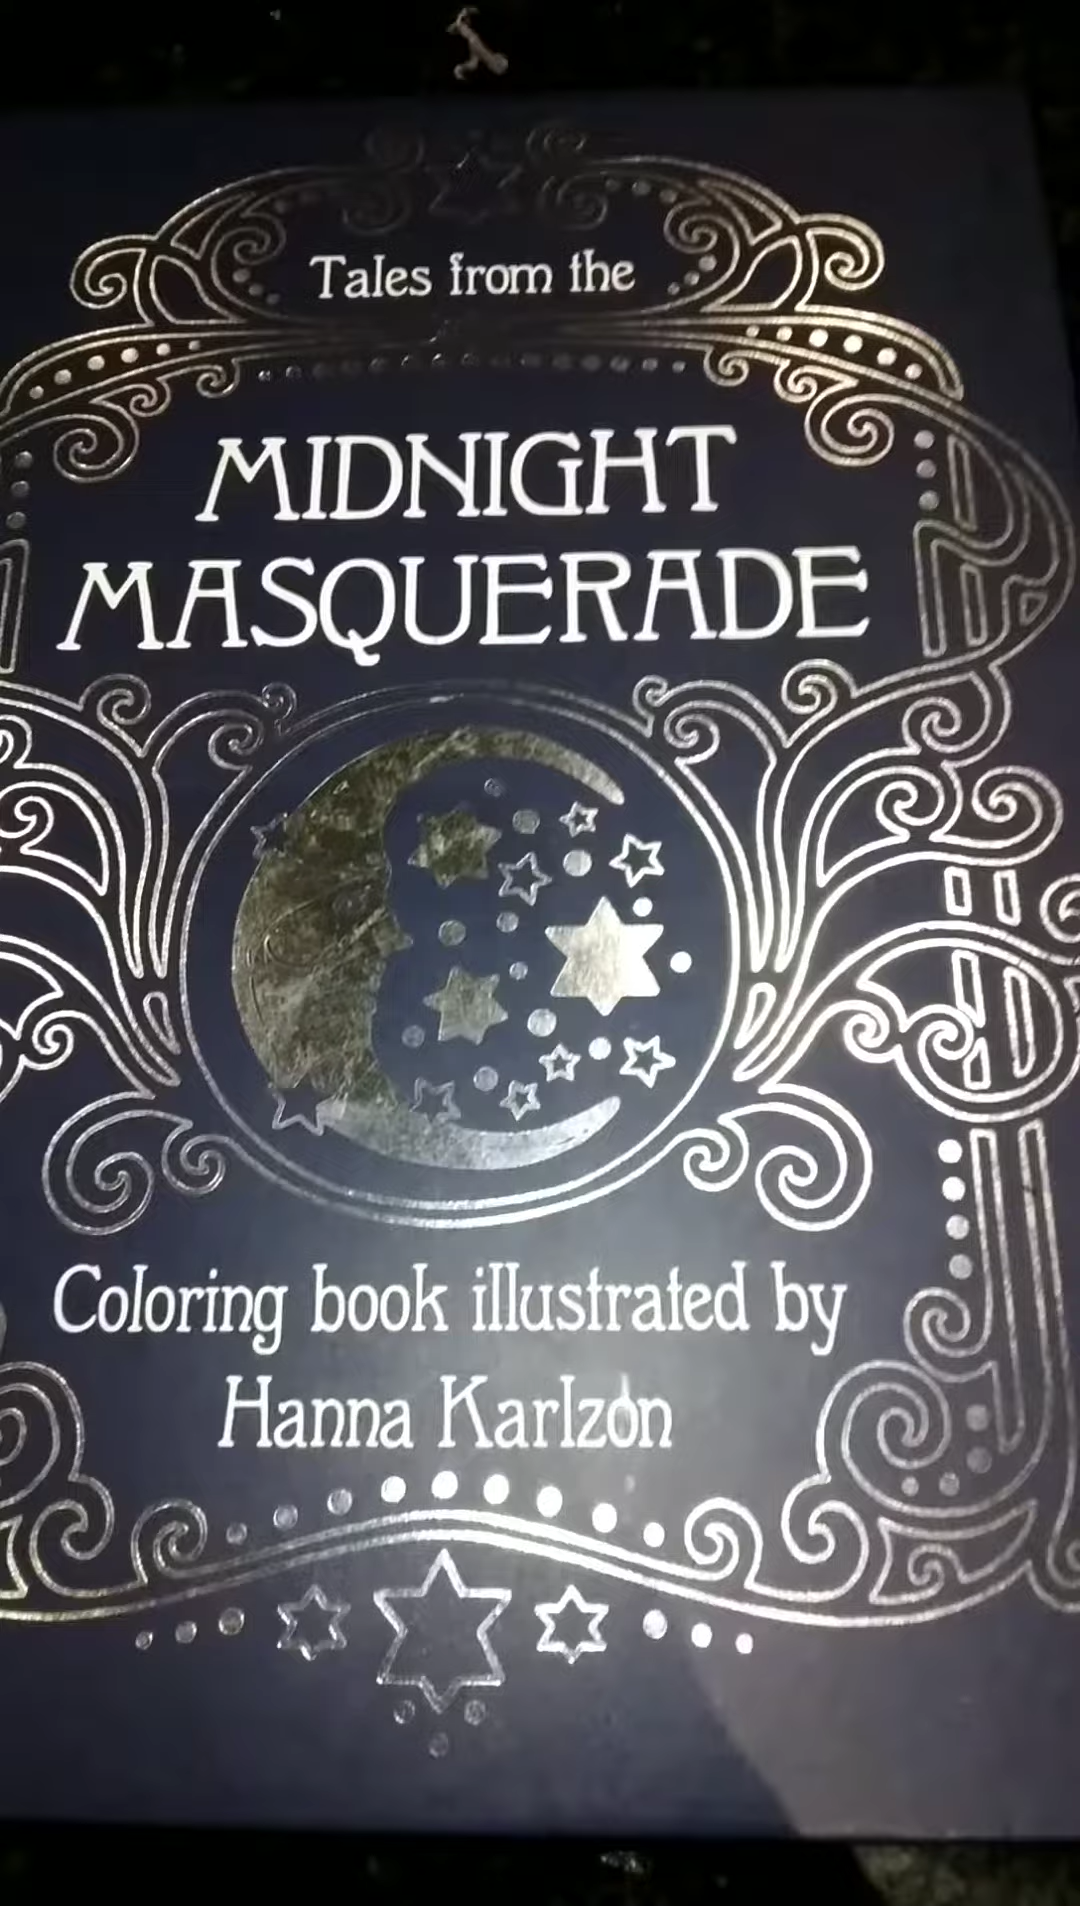 Tales from the
MIDNIGHT
MASQUERADE
Coloring book illustrated by
Hanna Karlzon